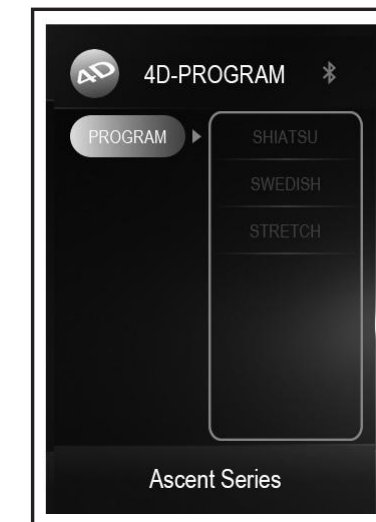 4D 4D-PROGRAM
PROGRAM
SHIATSU
SWEDISH
STRETCH
Ascent Series